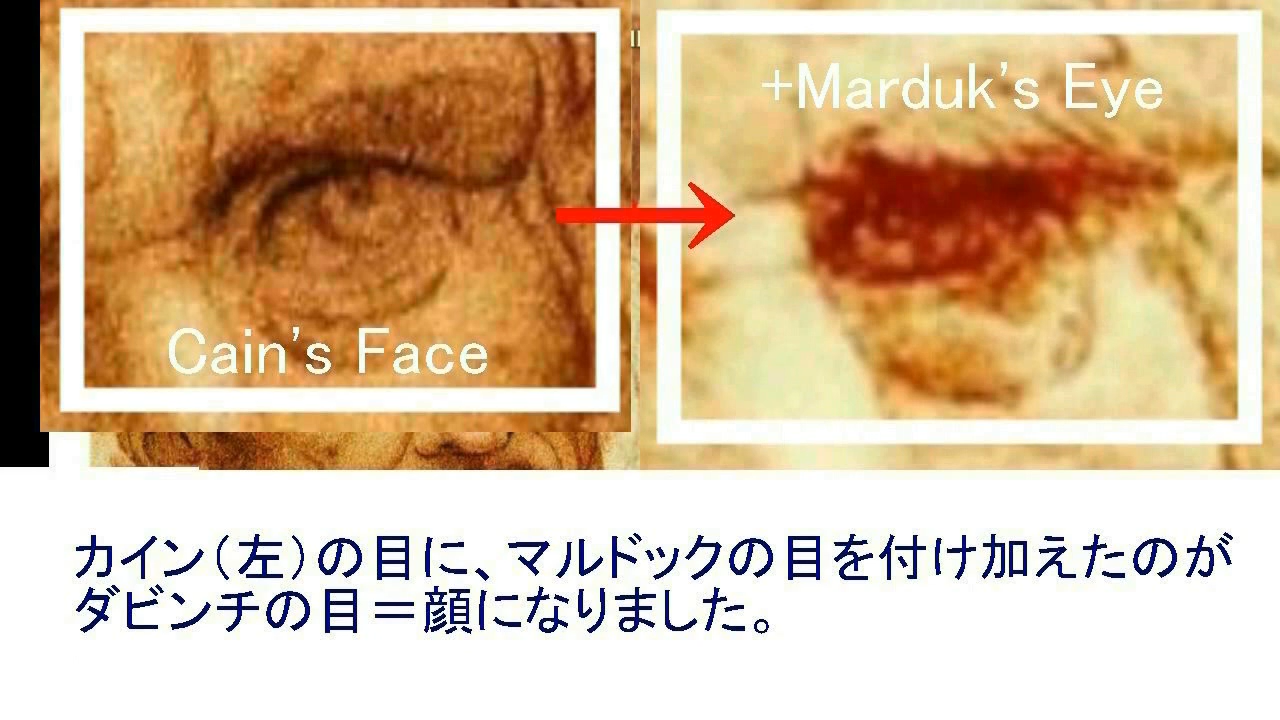 +Marduk's Eye
Cain's Face
カイン（左）の目に、マルドックの目を付け加えたのが
ダビンチの目＝顔になりました。